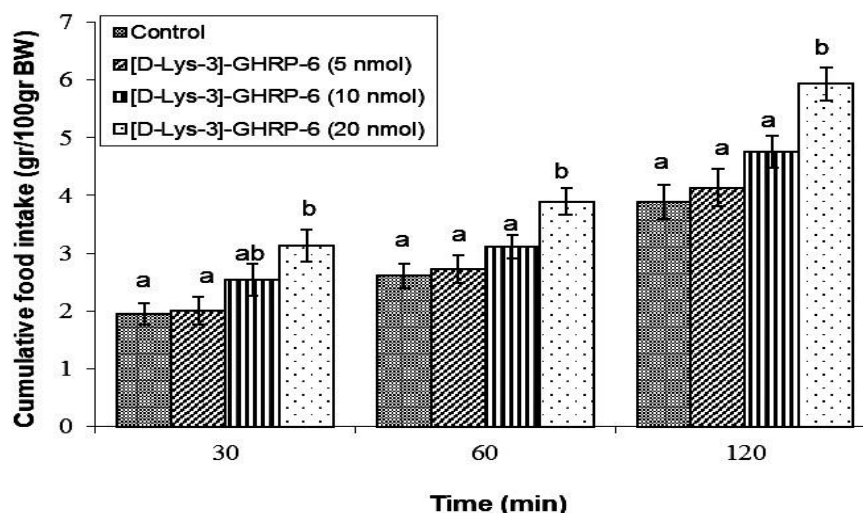 Cumulative food intake (gr/100gr BW)
7
6
5
4
3
2
1
0
Control
[D-Lys-3]-GHRP-6 (5 nmol)
[D-Lys-3]-GHRP-6 (10 nmol)
[D-Lys-3]-GHRP-6 (20 nmol)
a
a
ab
b
a
a
a
b
a
a
a
b
30
60
120
Time (min)